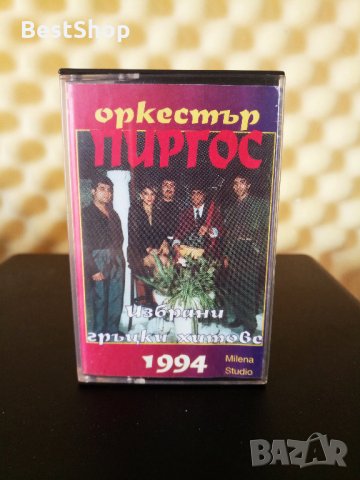 BestShop
оркестър
ПИРГОС
Избрани
гръцки хитове
1994
Milena
Studio
BAZAR